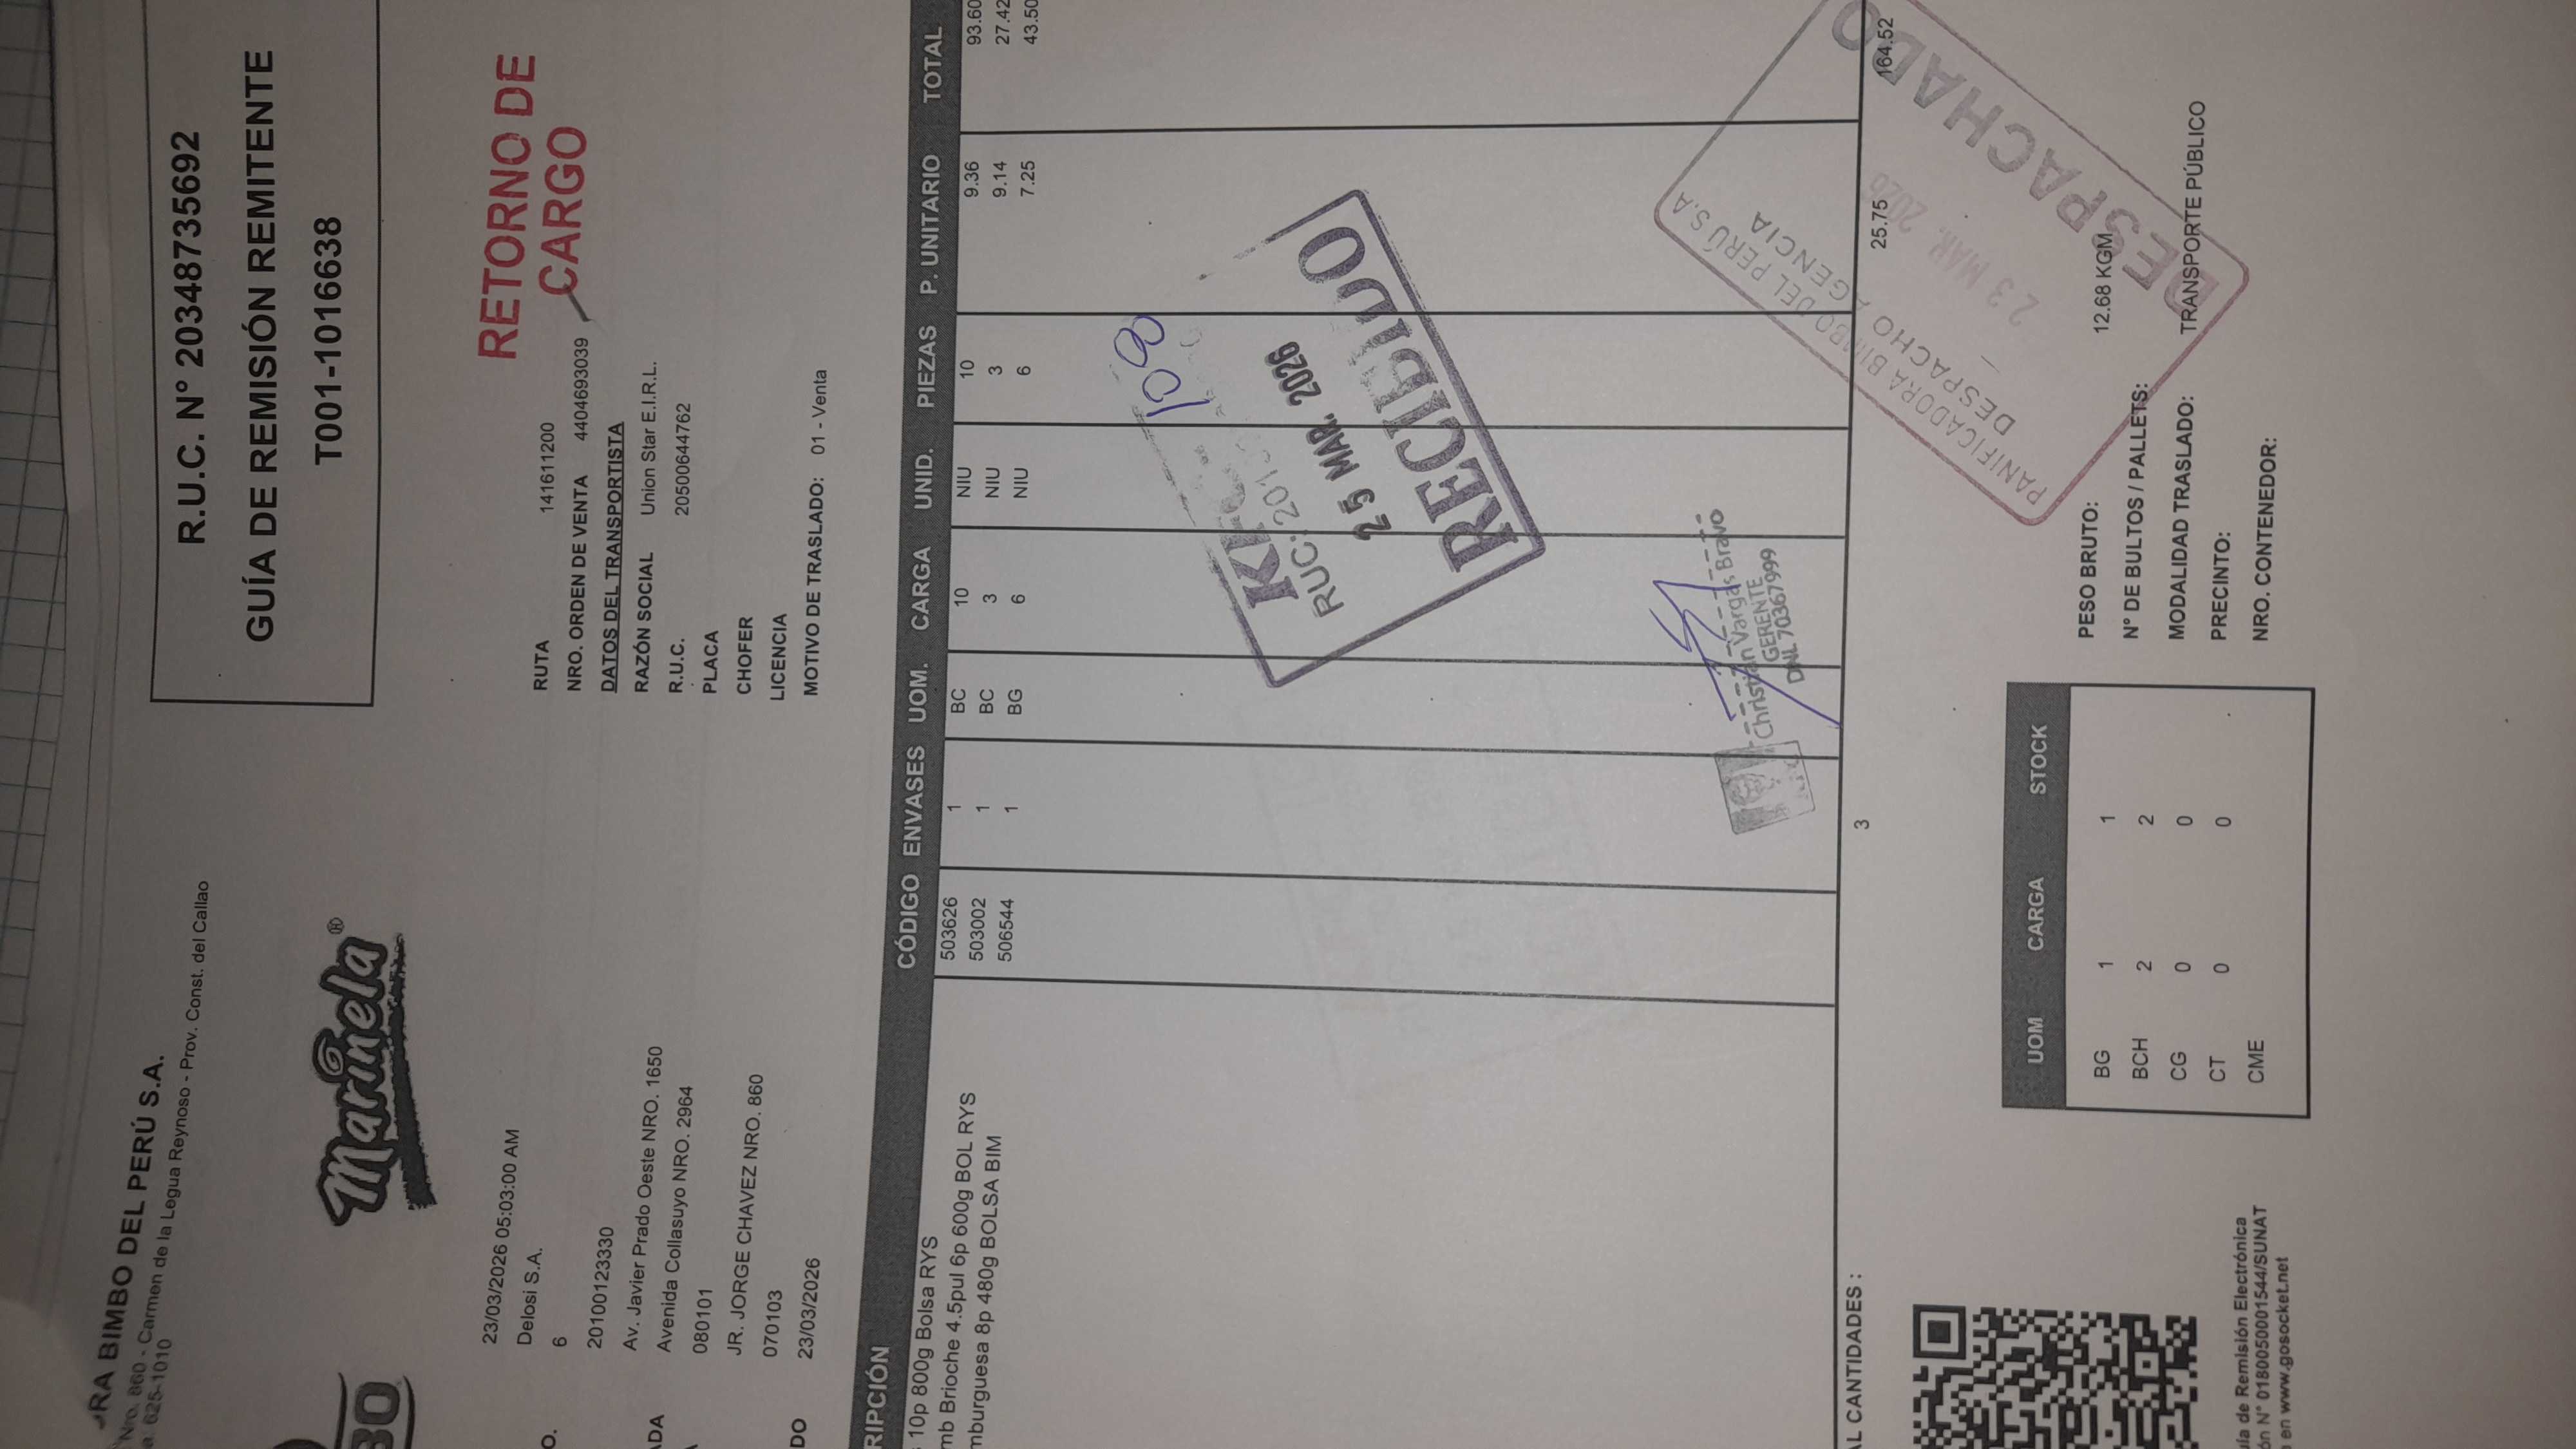 RA BIMBO DEL PERÚ S.A.
Nro. 860 - Carmen de la Legua Reynoso - Prov. Const. del Callao
625-1010
Marinela®
R.U.C. N° 20348735692
GUÍA DE REMISIÓN REMITENTE
T001-1016638
RETORNO DE
CARGO
23/03/2026 05:03:00 AM
Delosi S.A.
6
20100123330
Av. Javier Prado Oeste NRO. 1650
Avenida Collasuyo NRO. 2964
080101
JR. JORGE CHAVEZ NRO. 860
070103
23/03/2026
RUTA 141611200
NRO. ORDEN DE VENTA 4404693039
DATOS DEL TRANSPORTISTA
RAZÓN SOCIAL Union Star E.I.R.L.
R.U.C. 20500644762
PLACA
CHOFER
LICENCIA
MOTIVO DE TRASLADO: 01 - Venta
RIPCIÓN CÓDIGO ENVASES UOM. CARGA UNID. PIEZAS P. UNITARIO TOTAL
10p 800g Bolsa RYS 503626 1 BC 10 NIU 10 9.36 93.60
mb Brioche 4.5pul 6p 600g BOL RYS 503002 1 BC 3 NIU 3 9.14 27.42
mburguesa 8p 480g BOLSA BIM 506544 1 BG 6 NIU 6 7.25 43.50
KFC
RUC: 201
25 MAR. 2026
RECIBIDO
Christian Vargas Bravo
GERENTE
DNI. 70367999
PANIFICADORA BIMBO DEL PERÚ S.A
DESPACHO AGENCIA
23 MAR. 2026
DESPACHADO
AL CANTIDADES : 3 25.75 164.52
UOM CARGA STOCK
BG 1 1
BCH 2 2
CG 0 0
CT 0 0
CME
PESO BRUTO: 12.68 KGM
N° DE BULTOS / PALLETS:
MODALIDAD TRASLADO: TRANSPORTE PÚBLICO
PRECINTO:
NRO. CONTENEDOR:
ía de Remisión Electrónica
ón N° 0180050001544/SUNAT
en www.gosocket.net